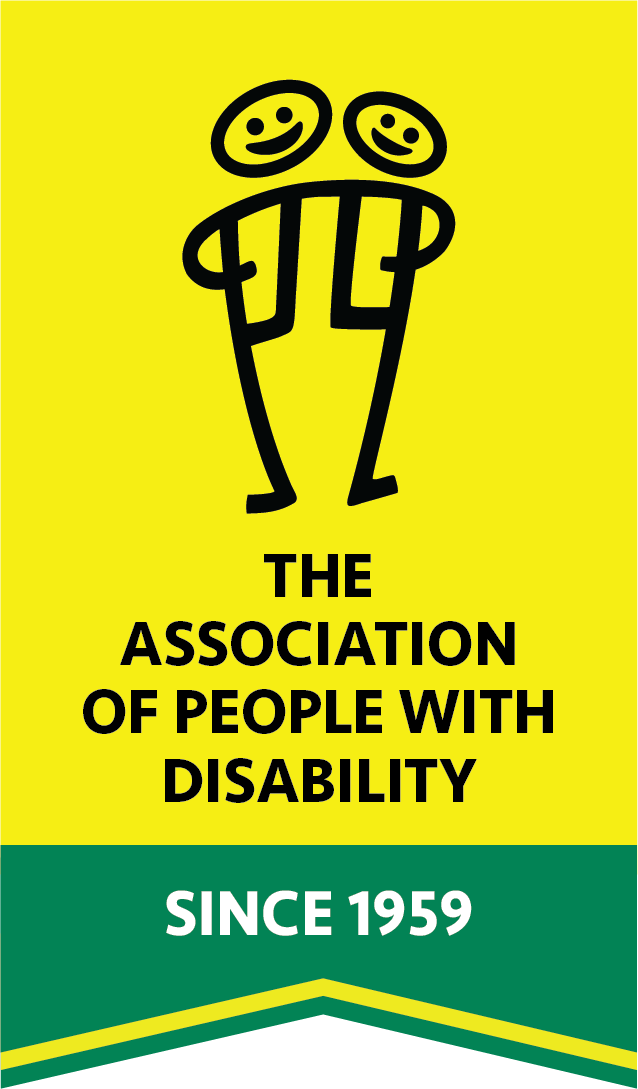 THE
ASSOCIATION
OF PEOPLE WITH
DISABILITY
SINCE 1959